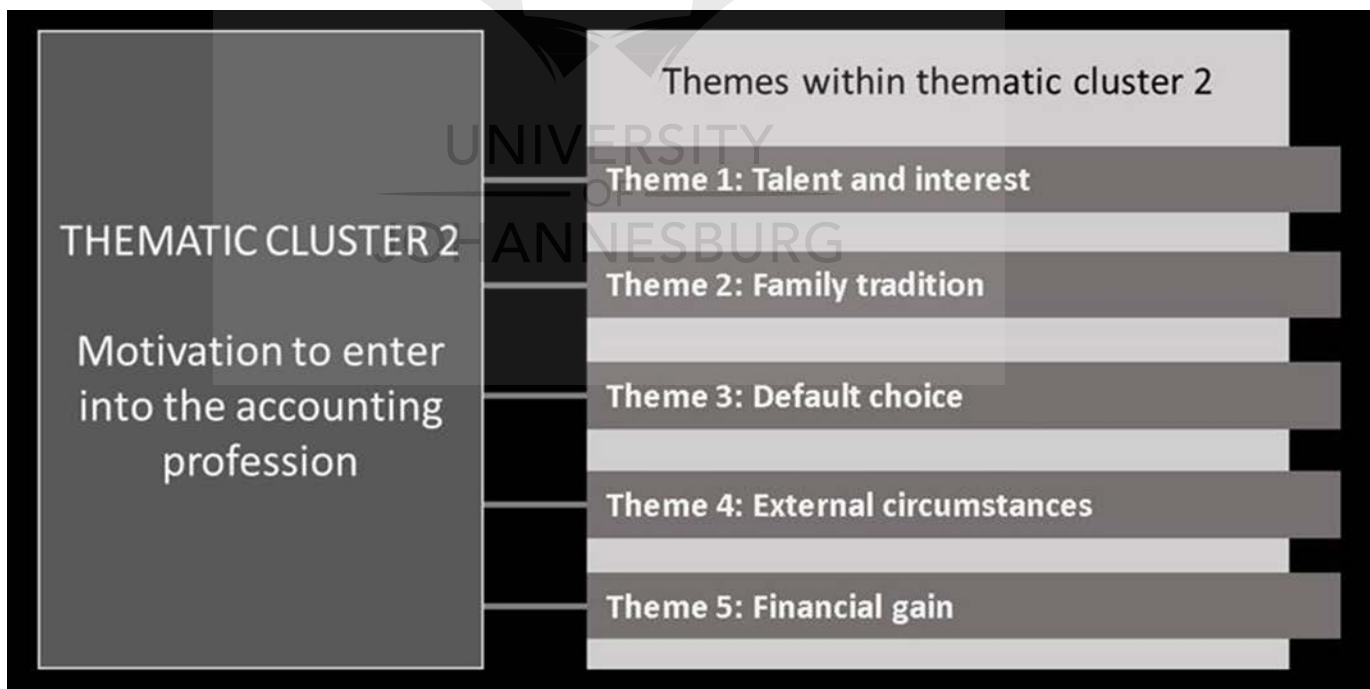 THEMATIC CLUSTER 2
Motivation to enter
into the accounting
profession
Themes within thematic cluster 2
Theme 1: Talent and interest
Theme 2: Family tradition
Theme 3: Default choice
Theme 4: External circumstances
Theme 5: Financial gain
UNIVERSITY
OF
JOHANNESBURG